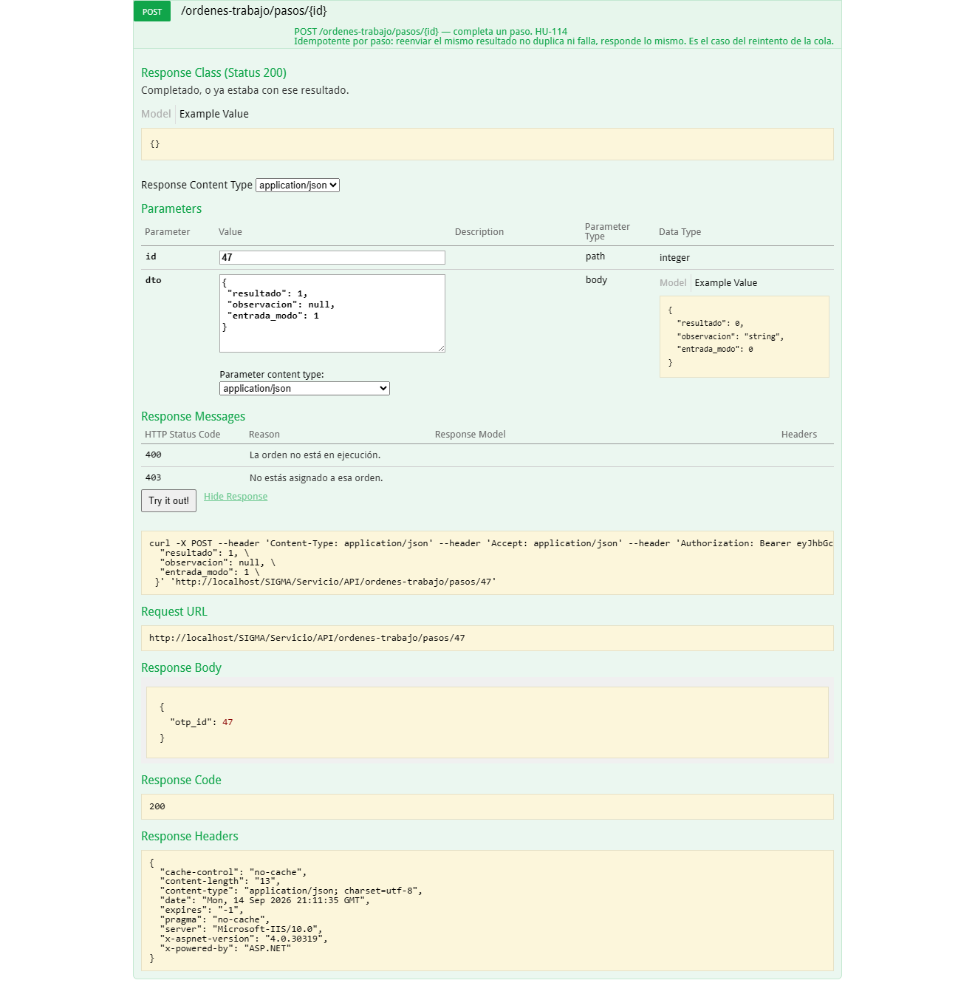 POST /ordenes-trabajo/pasos/{id}
POST /ordenes-trabajo/pasos/{id} — completa un paso. HU-114
Idempotente por paso: reenviar el mismo resultado no duplica ni falla, responde lo mismo. Es el caso del reintento de la cola.
Response Class (Status 200)
Completado, o ya estaba con ese resultado.
Model Example Value
{}
Response Content Type application/json
Parameters
Parameter Value Description Parameter Type Data Type
id 47 path integer
dto
{
"resultado": 1,
"observacion": null,
"entrada_modo": 1
}
body
Model Example Value
{
"resultado": 0,
"observacion": "string",
"entrada_modo": 0
}
Parameter content type:
application/json
Response Messages
HTTP Status Code Reason Response Model Headers
400 La orden no está en ejecución.
403 No estás asignado a esa orden.
Try it out! Hide Response
curl -X POST --header 'Content-Type: application/json' --header 'Accept: application/json' --header 'Authorization: Bearer eyJhbGc
"resultado": 1, \
"observacion": null, \
"entrada_modo": 1 \
}' 'http://localhost/SIGMA/Servicio/API/ordenes-trabajo/pasos/47'
Request URL
http://localhost/SIGMA/Servicio/API/ordenes-trabajo/pasos/47
Response Body
{
"otp_id": 47
}
Response Code
200
Response Headers
{
"cache-control": "no-cache",
"content-length": "13",
"content-type": "application/json; charset=utf-8",
"date": "Mon, 14 Sep 2026 21:11:35 GMT",
"expires": "-1",
"pragma": "no-cache",
"server": "Microsoft-IIS/10.0",
"x-aspnet-version": "4.0.30319",
"x-powered-by": "ASP.NET"
}